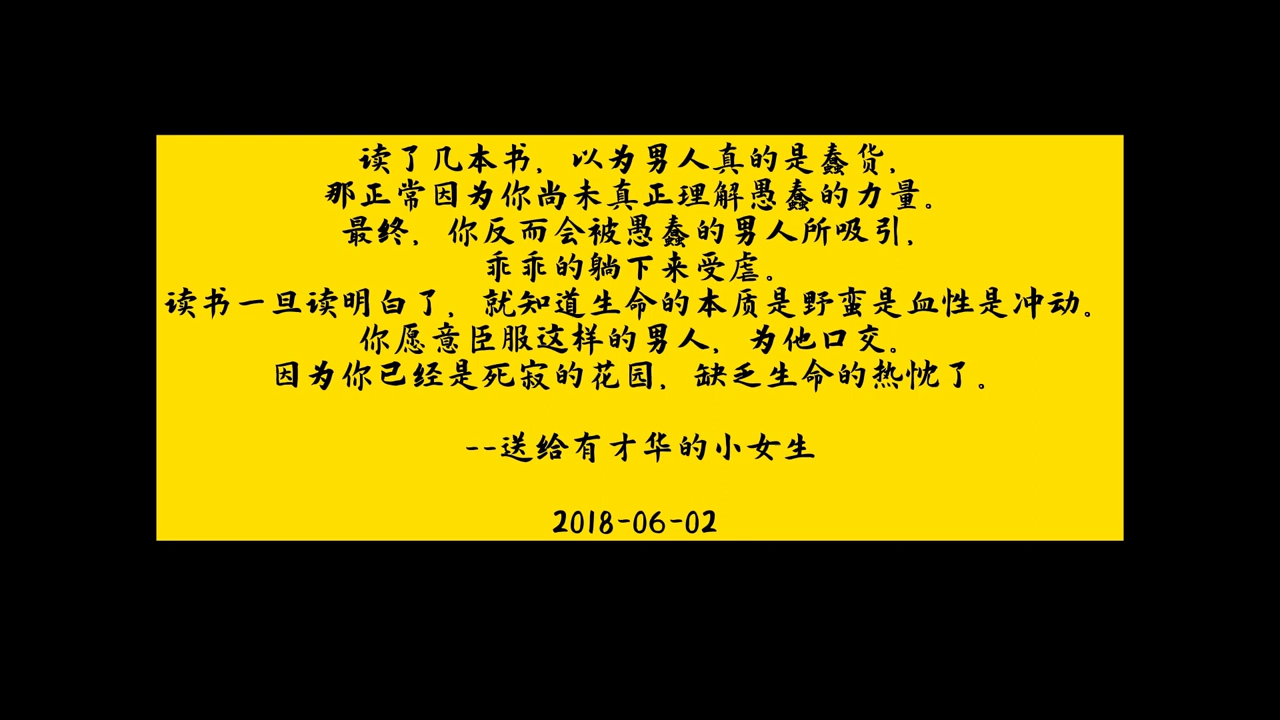 读了几本书，以为男人真的是蠢货，
那正常因为你尚未真正理解愚蠢的力量。
最终，你反而会被愚蠢的男人所吸引，
乖乖的躺下来受虐。
读书一旦读明白了，就知道生命的本质是野蛮是血性是冲动。
你愿意臣服这样的男人，为他口交。
因为你已经是死寂的花园，缺乏生命的热忱了。
--送给有才华的小女生
2018-06-02